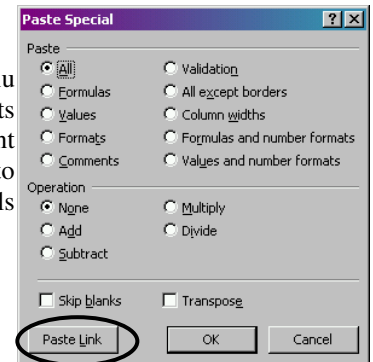 Paste Special
Paste
All
Validation
Formulas
All except borders
Values
Column widths
Formats
Formulas and number formats
Comments
Values and number formats
Operation
None
Multiply
Add
Divide
Subtract
Skip blanks
Transpose
Paste Link
OK
Cancel